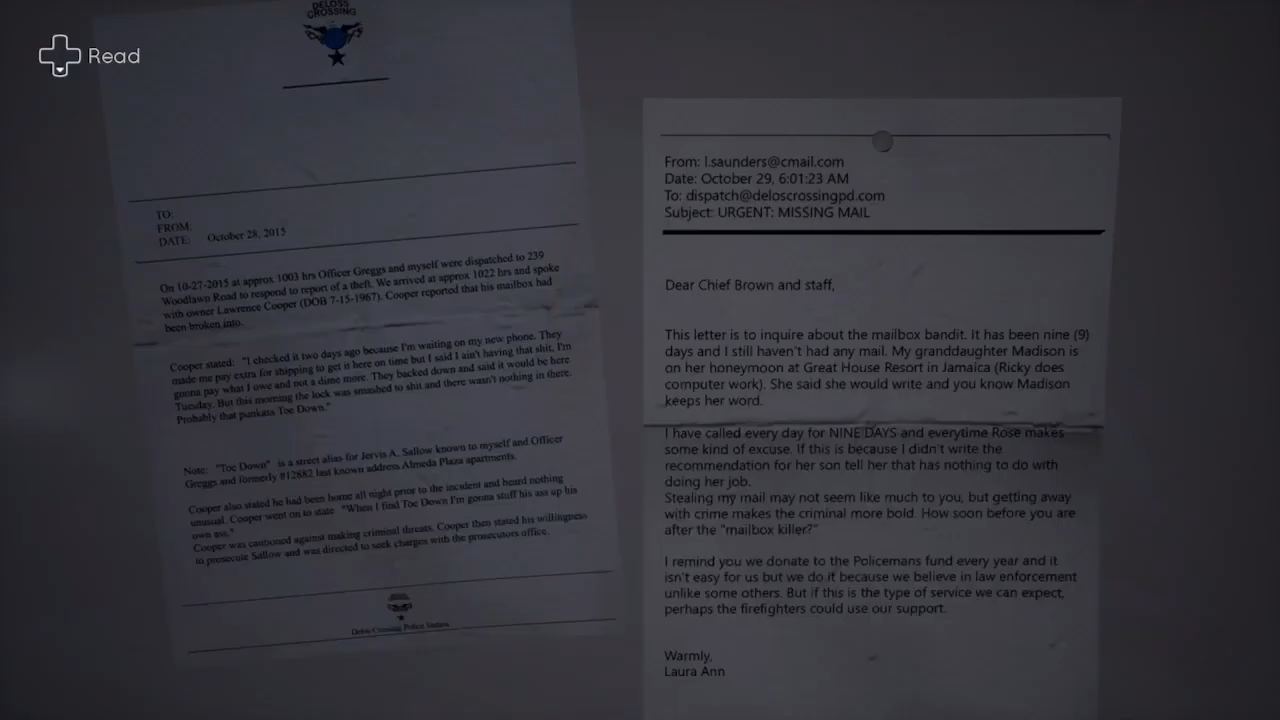 Read
DELOSS
CROSSING
TO:
FROM:
DATE: October 28, 2015
On 10-27-2015 at approx 1003 hrs Officer Greggs and myself were dispatched to 239
Woodlawn Road to respond to report of a theft. We arrived at approx 1022 hrs and spoke
with owner Lawrence Cooper (DOB 7-15-1967). Cooper reported that his mailbox had
been broken into.
Cooper stated: "I checked it two days ago because I'm waiting on my new phone. They
made me pay extra for shipping to get it here on time but I said I ain't having that shit, I'm
gonna pay what I owe and not a dime more. They backed down and said it would be here
Tuesday. But this morning the lock was smashed to shit and there wasn't nothing in there.
Probably that punkass Toe Down."
Note: "Toe Down" is a street alias for Jervis A. Sallow known to myself and Officer
Greggs and formerly #12882 last known address Almeda Plaza apartments.
Cooper also stated he had been home all night prior to the incident and heard nothing
unusual. Cooper went on to state "When I find Toe Down I'm gonna stuff his ass up his
own ass."
Cooper was cautioned against making criminal threats. Cooper then stated his willingness
to prosecute Sallow and was directed to seek charges with the prosecutors office.
Delos Crossing Police Station
From: l.saunders@cmail.com
Date: October 29, 6:01:23 AM
To: dispatch@deloscrossingpd.com
Subject: URGENT: MISSING MAIL
Dear Chief Brown and staff,
This letter is to inquire about the mailbox bandit. It has been nine (9)
days and I still haven't had any mail. My granddaughter Madison is
on her honeymoon at Great House Resort in Jamaica (Ricky does
computer work). She said she would write and you know Madison
keeps her word.
I have called every day for NINE DAYS and everytime Rose makes
some kind of excuse. If this is because I didn't write the
recommendation for her son tell her that has nothing to do with
doing her job.
Stealing my mail may not seem like much to you, but getting away
with crime makes the criminal more bold. How soon before you are
after the "mailbox killer?"
I remind you we donate to the Policemans fund every year and it
isn't easy for us but we do it because we believe in law enforcement
unlike some others. But if this is the type of service we can expect,
perhaps the firefighters could use our support.
Warmly,
Laura Ann